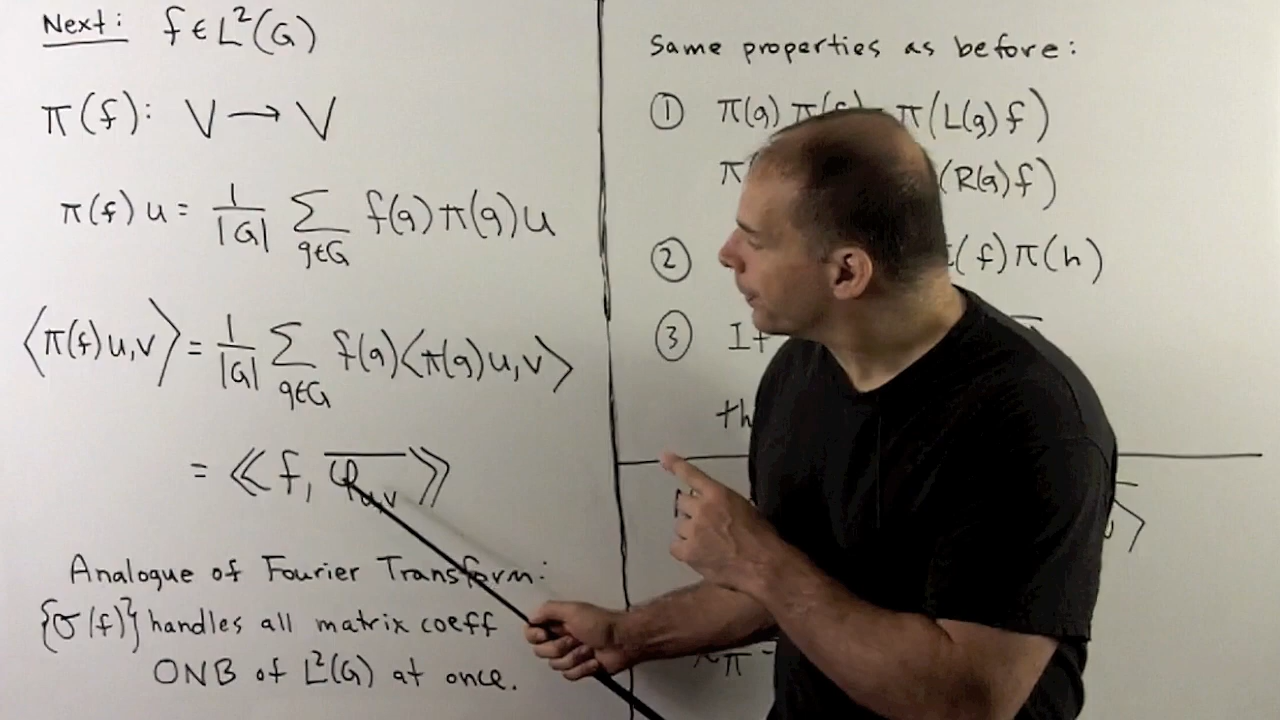 Next: f ∈ L²(G)
π(f): V → V
π(f) u = 1/|G| Σ_{g∈G} f(g) π(g) u
⟨π(f)u,v⟩ = 1/|G| Σ_{g∈G} f(g)⟨π(g)u,v⟩
= ⟪f, \overline{φ_{u,v}}⟫
Analogue of Fourier Transform:
{σ(f)} handles all matrix coeff
ONB of L²(G) at once.
Same properties as before:
① π(g) π(f) = π(L(g)f)
π (R(g)f)
② (f)π(h)
③ If